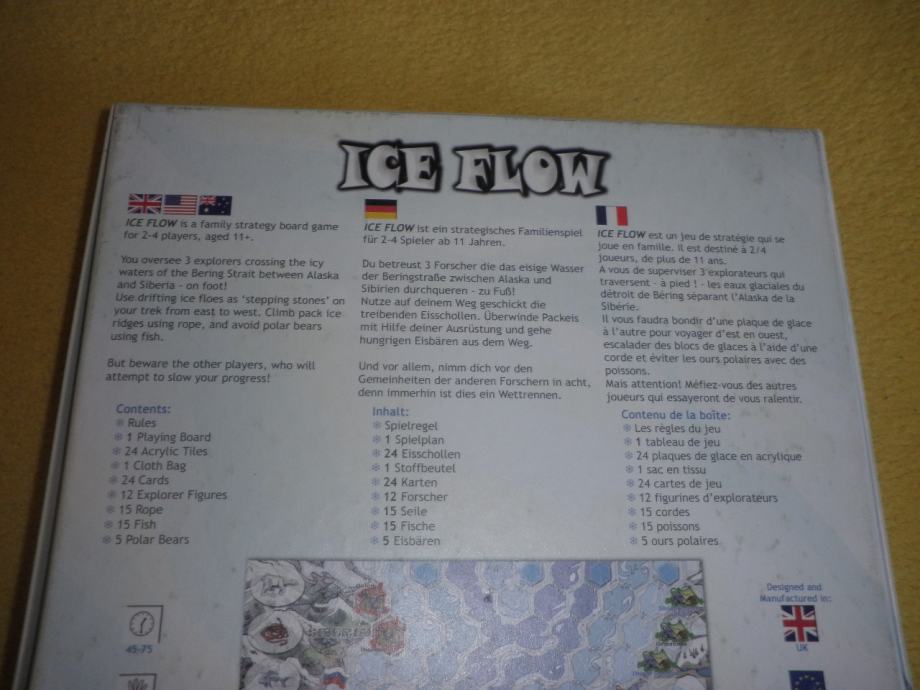 ICE FLOW
ICE FLOW is a family strategy board game
for 2-4 players, aged 11+.
You oversee 3 explorers crossing the icy
waters of the Bering Strait between Alaska
and Siberia - on foot!
Use drifting ice floes as 'stepping stones' on
your trek from east to west. Climb pack ice
ridges using rope, and avoid polar bears
using fish.
But beware the other players, who will
attempt to slow your progress!
Contents:
Rules
1 Playing Board
24 Acrylic Tiles
1 Cloth Bag
24 Cards
12 Explorer Figures
15 Rope
15 Fish
5 Polar Bears
ICE FLOW ist ein strategisches Familienspiel
für 2-4 Spieler ab 11 Jahren.
Du betreust 3 Forscher die das eisige Wasser
der Beringstraße zwischen Alaska und
Sibirien durchqueren - zu Fuß!
Nutze auf deinem Weg geschickt die
treibenden Eisschollen. Überwinde Packeis
mit Hilfe deiner Ausrüstung und gehe
hungrigen Eisbären aus dem Weg.
Und vor allem, nimm dich vor den
Gemeinheiten der anderen Forschern in acht,
denn immerhin ist dies ein Wettrennen.
Inhalt:
Spielregel
1 Spielplan
24 Eisschollen
1 Stoffbeutel
24 Karten
12 Forscher
15 Seile
15 Fische
5 Eisbären
ICE FLOW est un jeu de stratégie qui se
joue en famille. Il est destiné à 2/4
joueurs, de plus de 11 ans.
A vous de superviser 3 explorateurs qui
traversent - à pied ! - les eaux glaciales du
détroit de Béring séparant l'Alaska de la
Sibérie.
Il vous faudra bondir d'une plaque de glace
à l'autre pour voyager d'est en ouest,
escalader des blocs de glaces à l'aide d'une
corde et éviter les ours polaires avec des
poissons.
Mais attention! Méfiez-vous des autres
joueurs qui essayeront de vous ralentir.
Contenu de la boîte:
Les règles du jeu
1 tableau de jeu
24 plaques de glace en acrylique
1 sac en tissu
24 cartes de jeu
12 figurines d'explorateurs
15 cordes
15 poissons
5 ours polaires
45-75
Designed and
Manufactured in:
UK